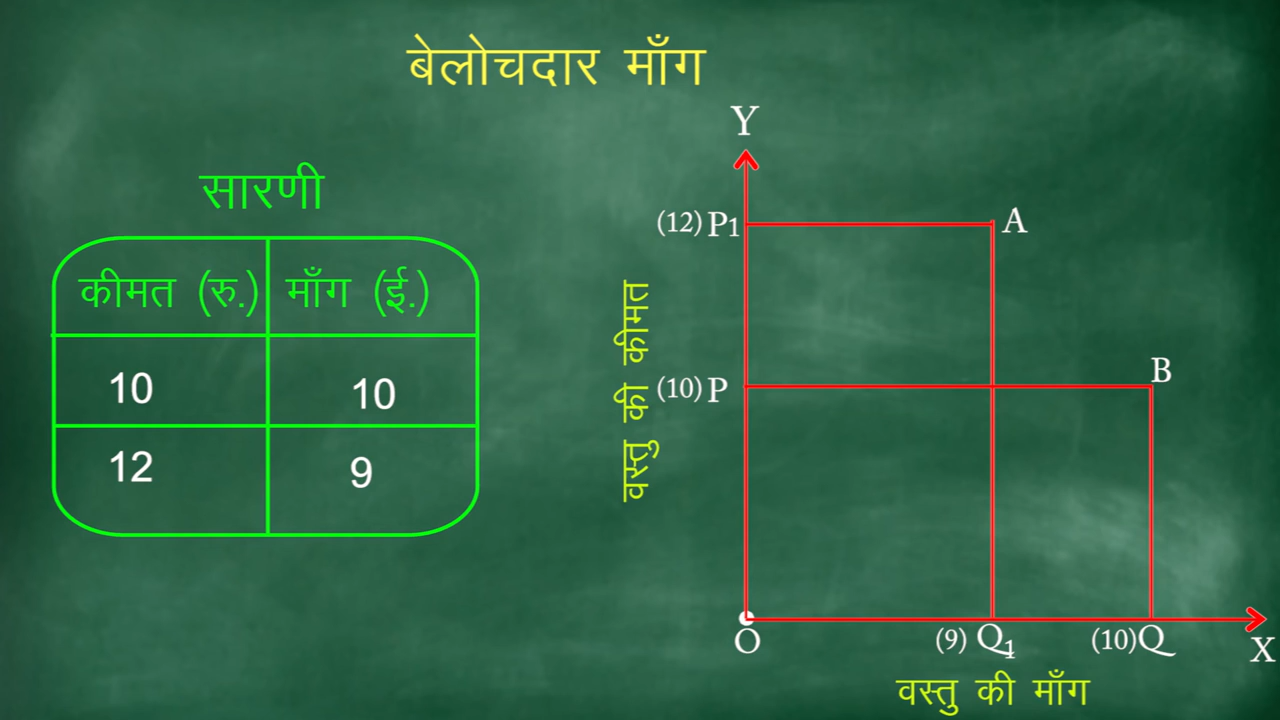 बेलोचदार माँग
सारणी
कीमत (रु.) माँग (ई.)
10 10
12 9
Y
(12) P1 A
वस्तु की कीमत
(10) P B
O (9) Q1 (10) Q X
वस्तु की माँग